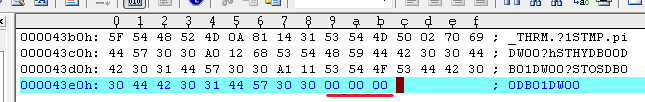 0 1 2 3 4 5 6 7 8 9 a b c d e f
000043b0h: 5F 54 48 52 4D 0A 81 14 31 53 54 4D 50 02 70 69 ; _THRM.?1STMP.pi
000043c0h: 44 57 30 30 A0 12 68 53 54 48 59 44 42 30 30 44 ; DW00?hSTHYDB00D
000043d0h: 42 30 31 44 57 30 30 A1 11 53 54 4F 53 44 42 30 ; B01DW00?STOSDB0
000043e0h: 30 44 42 30 31 44 57 30 30 00 00 00 ; 0DB01DW00